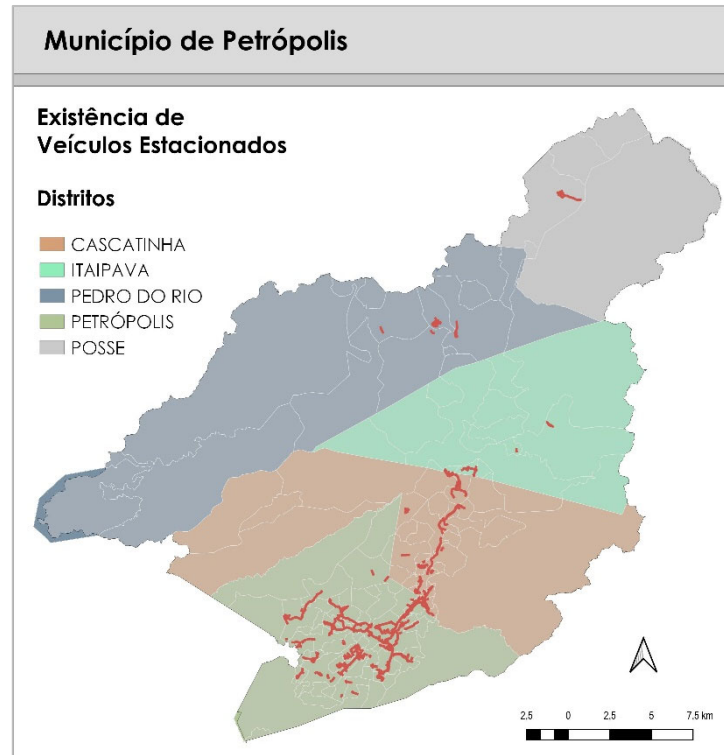 Município de Petrópolis
Existência de
Veículos Estacionados
Distritos
CASCATINHA
ITAIPAVA
PEDRO DO RIO
PETRÓPOLIS
POSSE
2.5 0 2.5 5 7.5 km